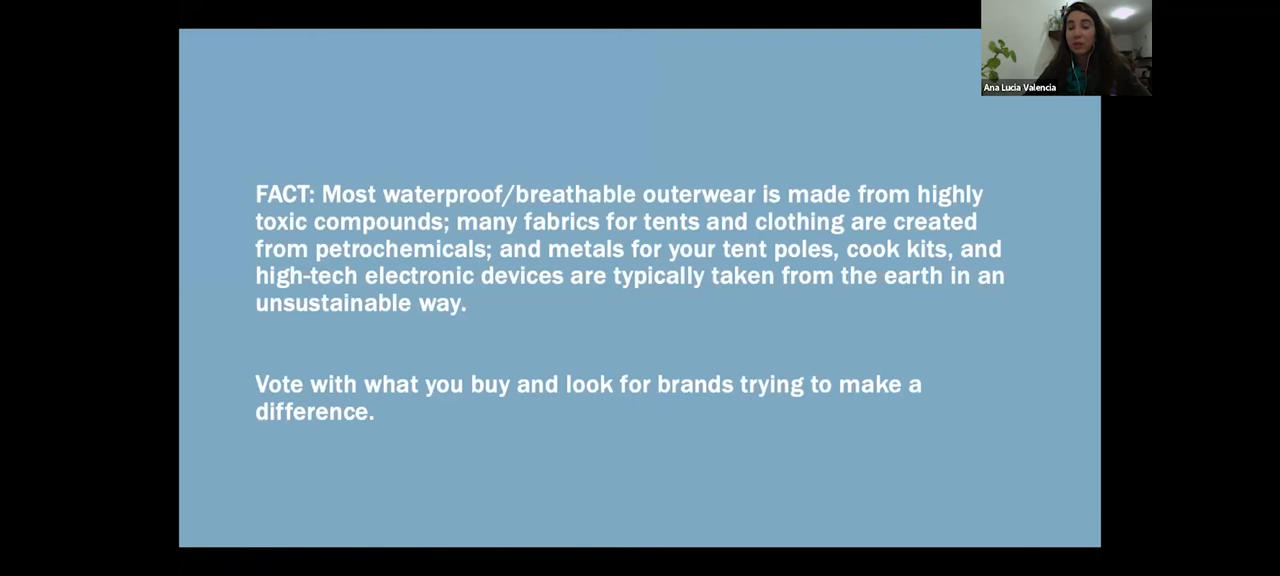 Ana Lucia Valencia
FACT: Most waterproof/breathable outerwear is made from highly
toxic compounds; many fabrics for tents and clothing are created
from petrochemicals; and metals for your tent poles, cook kits, and
high-tech electronic devices are typically taken from the earth in an
unsustainable way.
Vote with what you buy and look for brands trying to make a
difference.